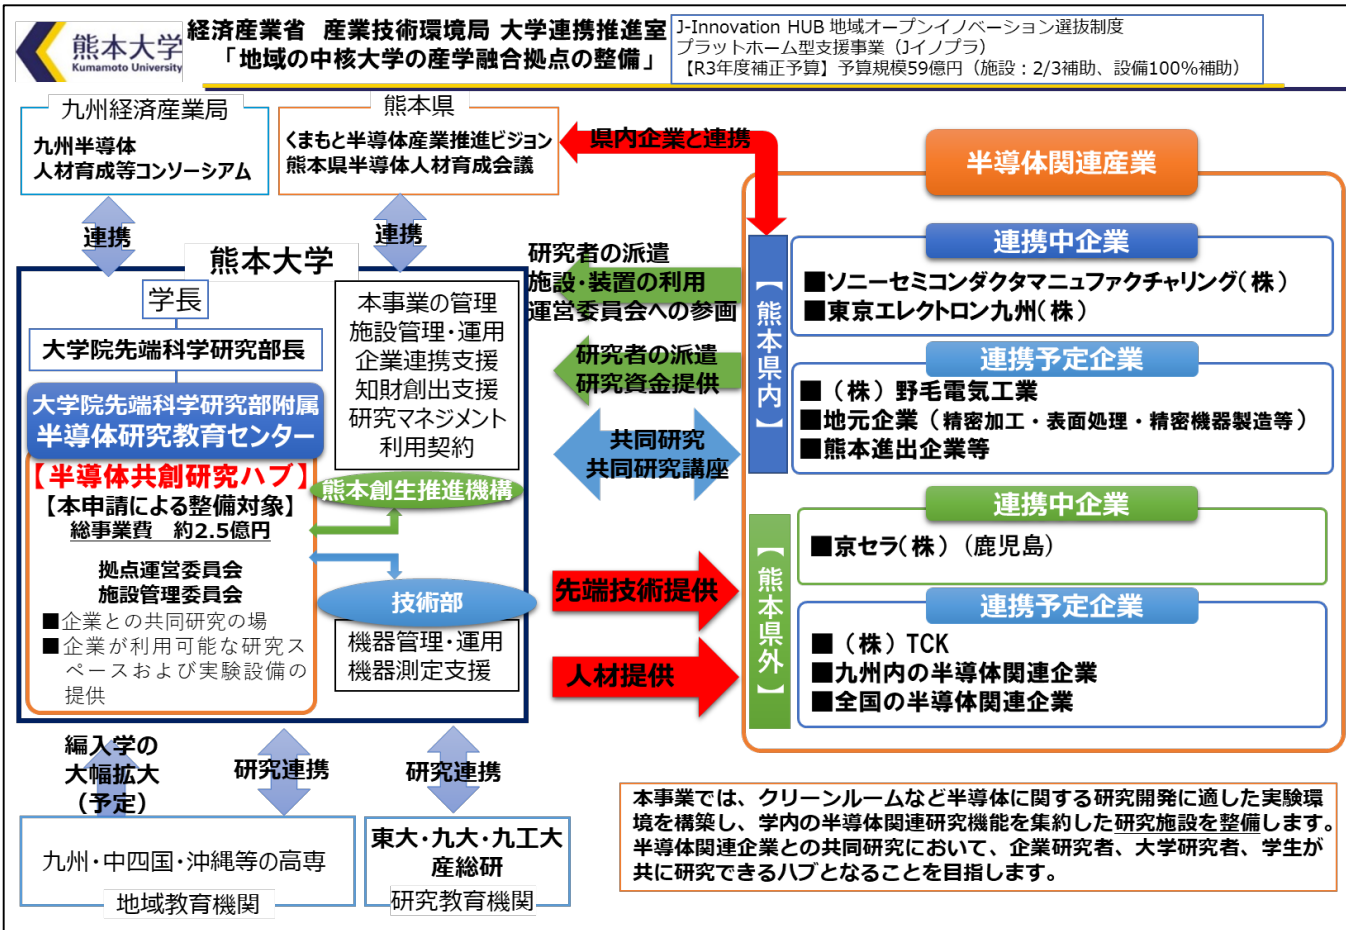 熊本大学
Kumamoto University
経済産業省 産業技術環境局 大学連携推進室
「地域の中核大学の産学融合拠点の整備」
J-Innovation HUB 地域オープンイノベーション選抜制度
プラットホーム型支援事業(Jイノプラ)
【R3年度補正予算】予算規模59億円(施設:2/3補助、設備100%補助)
九州経済産業局
九州半導体
人材育成等コンソーシアム
熊本県
くまもと半導体産業推進ビジョン
熊本県半導体人材育成会議
県内企業と連携
連携
連携
熊本大学
学長
大学院先端科学研究部長
大学院先端科学研究部附属
半導体研究教育センター
【半導体共創研究ハブ】
【本申請による整備対象】
総事業費 約2.5億円
拠点運営委員会
施設管理委員会
■企業との共同研究の場
■企業が利用可能な研究ス
ペースおよび実験設備の
提供
本事業の管理
施設管理・運用
企業連携支援
知財創出支援
研究マネジメント
利用契約
熊本創生推進機構
技術部
機器管理・運用
機器測定支援
研究者の派遣
施設・装置の利用
運営委員会への参画
研究者の派遣
研究資金提供
共同研究
共同研究講座
先端技術提供
人材提供
半導体関連産業
【熊本県内】
連携中企業
■ソニーセミコンダクタマニュファクチャリング(株)
■東京エレクトロン九州(株)
連携予定企業
■(株)野毛電気工業
■地元企業(精密加工・表面処理・精密機器製造等)
■熊本進出企業等
【熊本県外】
連携中企業
■京セラ(株)(鹿児島)
連携予定企業
■(株)TCK
■九州内の半導体関連企業
■全国の半導体関連企業
編入学の
大幅拡大
(予定)
研究連携
研究連携
九州・中四国・沖縄等の高専
地域教育機関
東大・九大・九工大
産総研
研究教育機関
本事業では、クリーンルームなど半導体に関する研究開発に適した実験環
境を構築し、学内の半導体関連研究機能を集約した研究施設を整備します。
半導体関連企業との共同研究において、企業研究者、大学研究者、学生が
共に研究できるハブとなることを目指します。